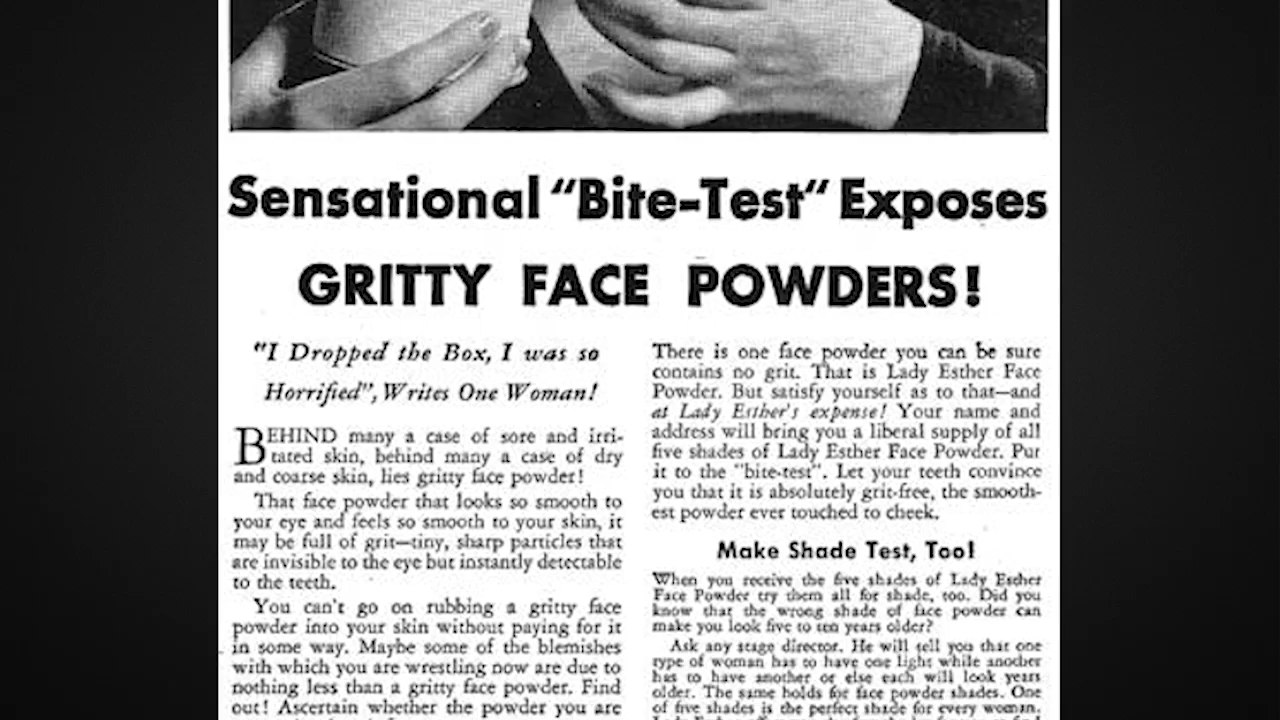 Sensational "Bite-Test" Exposes
GRITTY FACE POWDERS!
"I Dropped the Box, I was so
Horrified", Writes One Woman!
BEHIND many a case of sore and irri-
tated skin, behind many a case of dry
and coarse skin, lies gritty face powder!
That face powder that looks so smooth to
your eye and feels so smooth to your skin, it
may be full of grit—tiny, sharp particles that
are invisible to the eye but instantly detectable
to the teeth.
You can't go on rubbing a gritty face
powder into your skin without paying for it
in some way. Maybe some of the blemishes
with which you are wrestling now are due to
nothing less than a gritty face powder. Find
out! Ascertain whether the powder you are
There is one face powder you can be sure
contains no grit. That is Lady Esther Face
Powder. But satisfy yourself as to that—and
at Lady Esther's expense! Your name and
address will bring you a liberal supply of all
five shades of Lady Esther Face Powder. Put
it to the "bite-test". Let your teeth convince
you that it is absolutely grit-free, the smooth-
est powder ever touched to cheek.
Make Shade Test, Too!
When you receive the five shades of Lady Esther
Face Powder try them all for shade, too. Did you
know that the wrong shade of face powder can
make you look five to ten years older?
Ask any stage director. He will tell you that one
type of woman has to have one light while another
has to have another or else each will look years
older. The same holds for face powder shades. One
of five shades is the perfect shade for every woman.